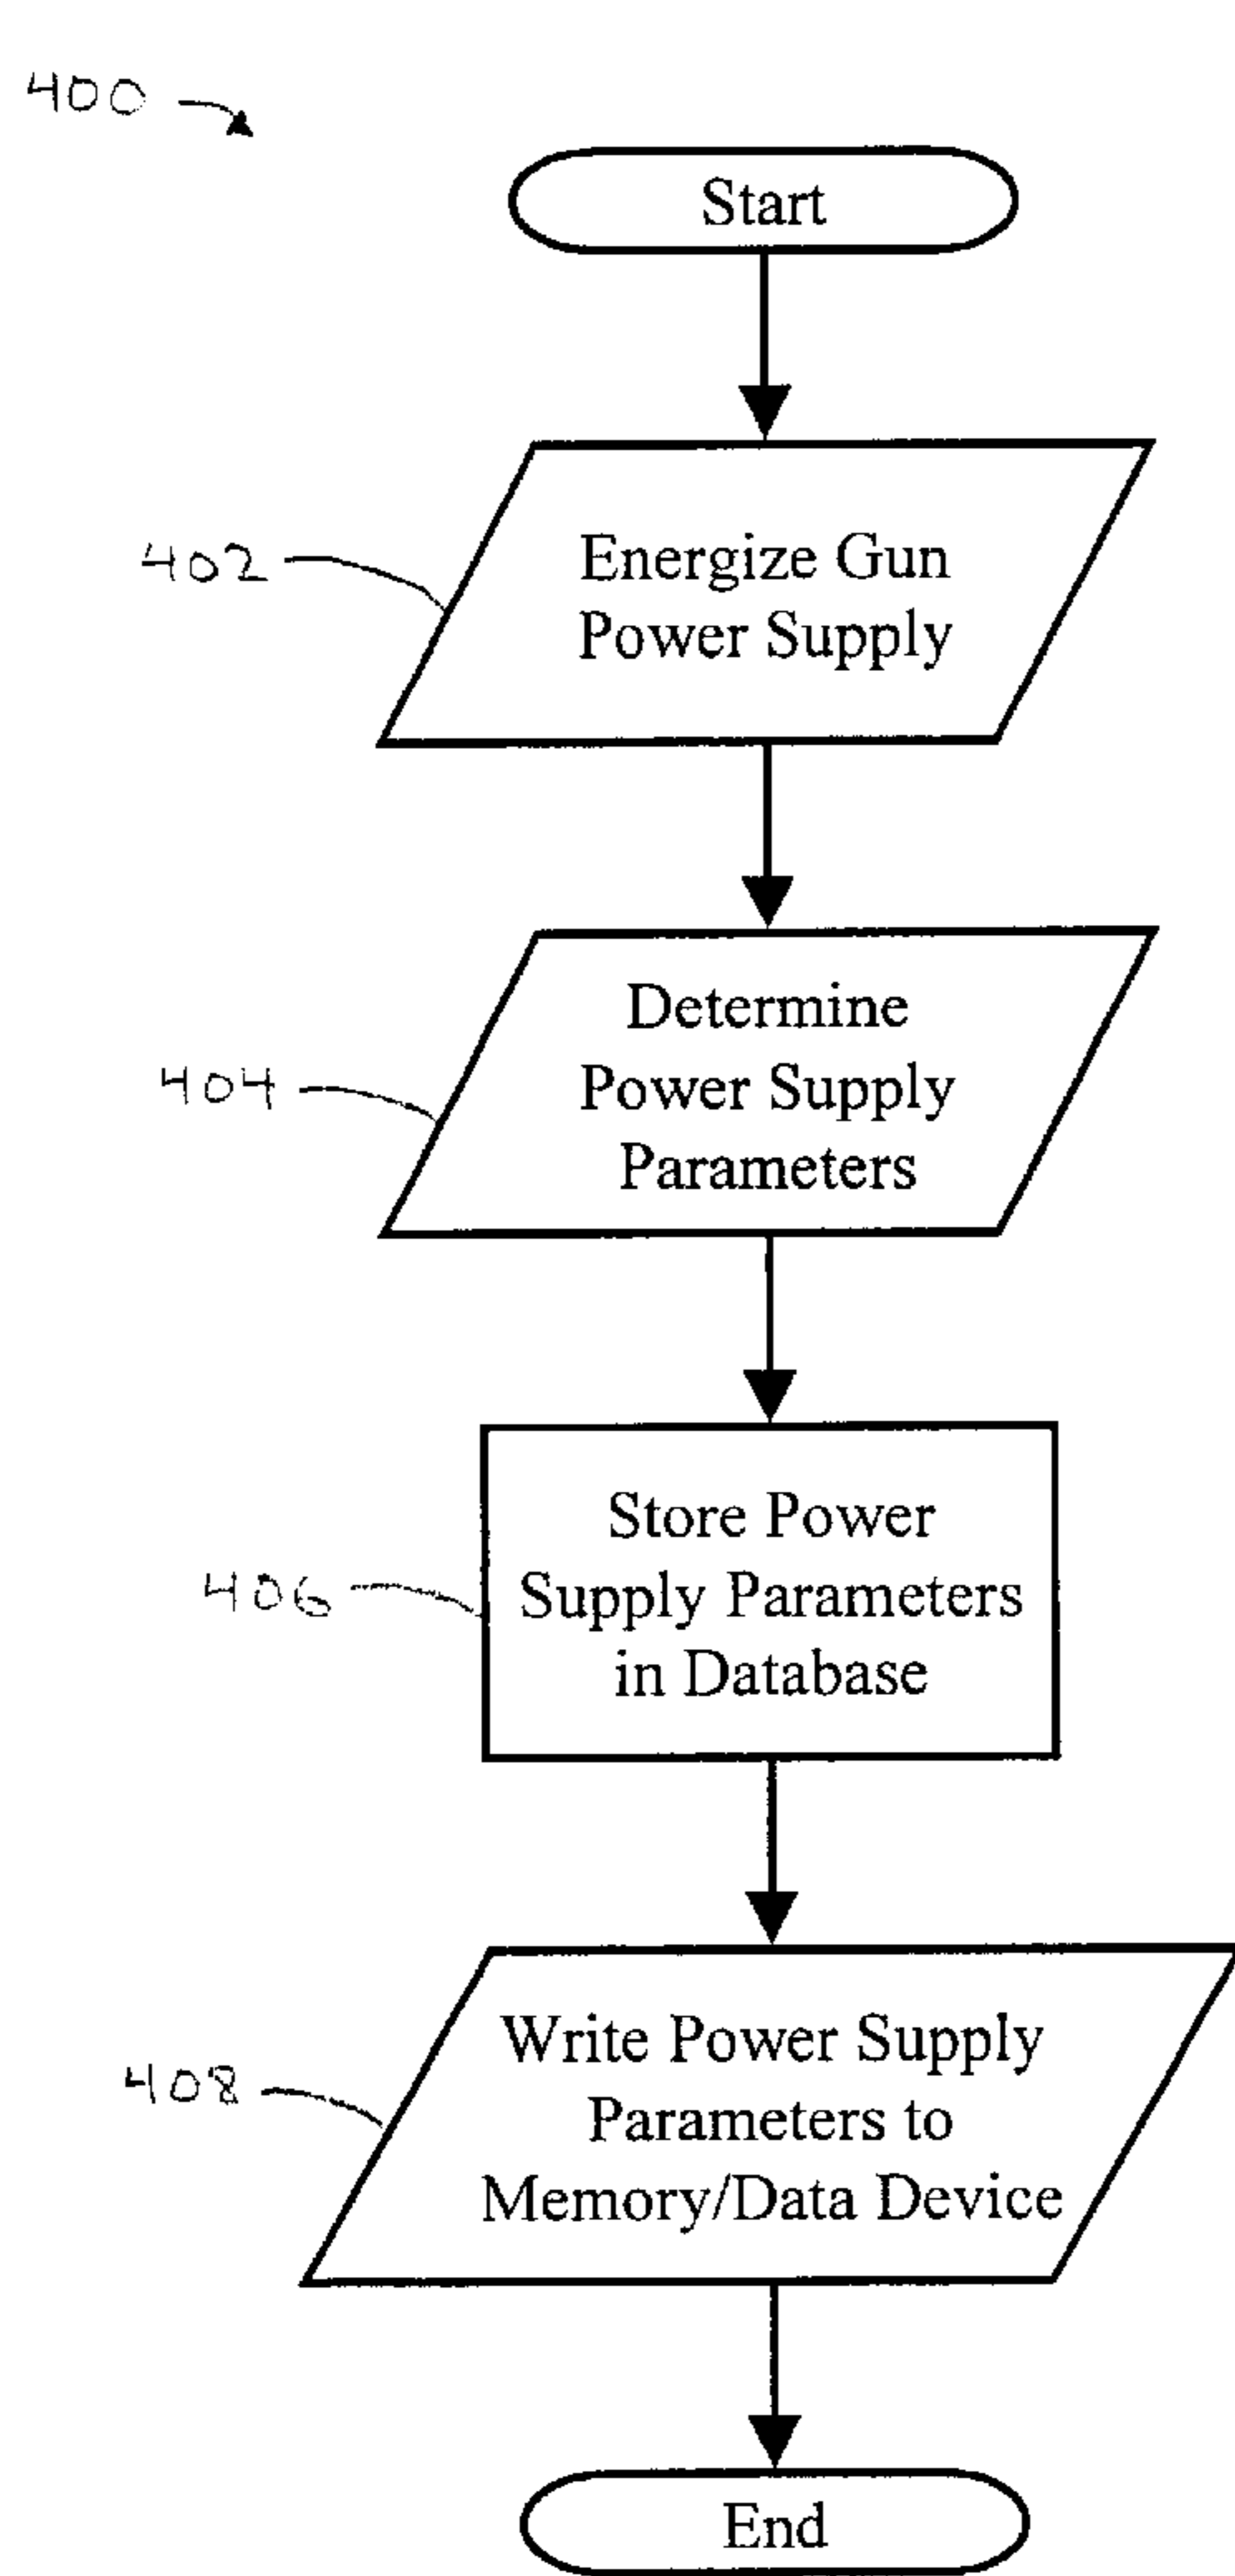 400
Start
402
Energize Gun
Power Supply
404
Determine
Power Supply
Parameters
406
Store Power
Supply Parameters
in Database
408
Write Power Supply
Parameters to
Memory/Data Device
End